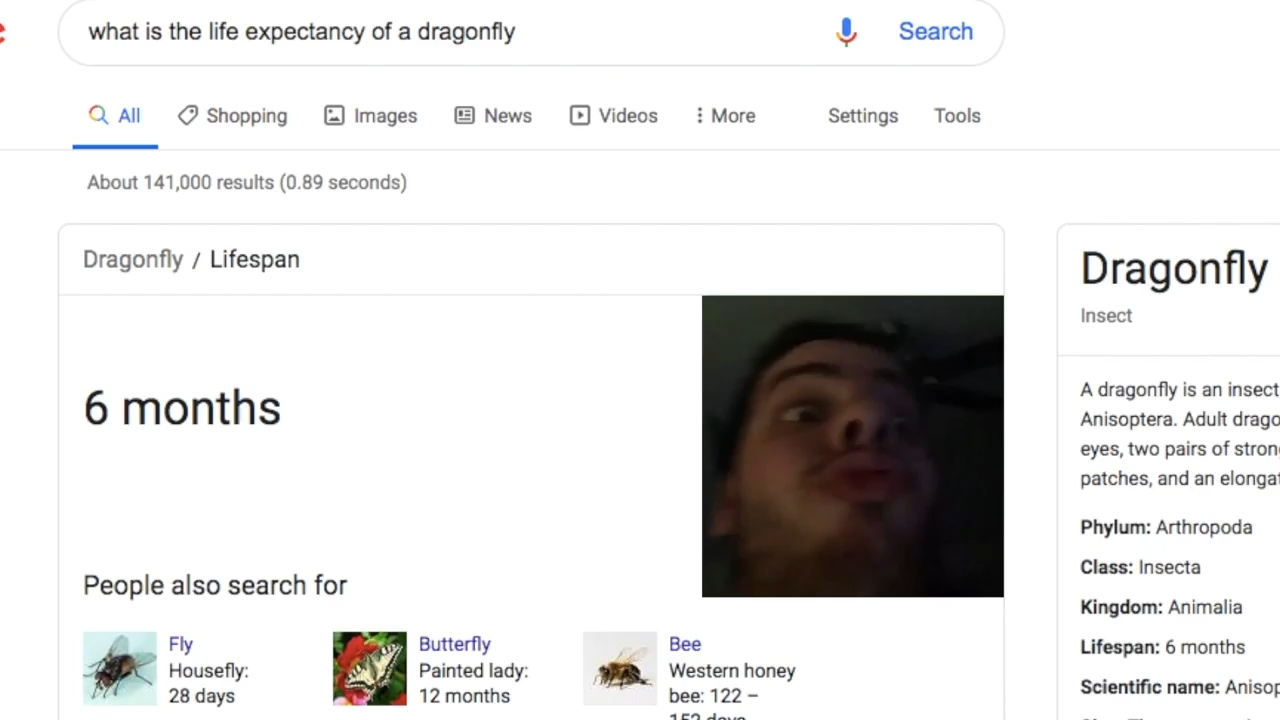 what is the life expectancy of a dragonfly
Search
All
Shopping
Images
News
Videos
More
Settings
Tools
About 141,000 results (0.89 seconds)
Dragonfly / Lifespan
6 months
People also search for
Fly
Housefly:
28 days
Butterfly
Painted lady:
12 months
Bee
Western honey
bee: 122 –
Dragonfly
Insect
A dragonfly is an insect
Anisoptera. Adult drago
eyes, two pairs of stron
patches, and an elongat
Phylum: Arthropoda
Class: Insecta
Kingdom: Animalia
Lifespan: 6 months
Scientific name: Anisop